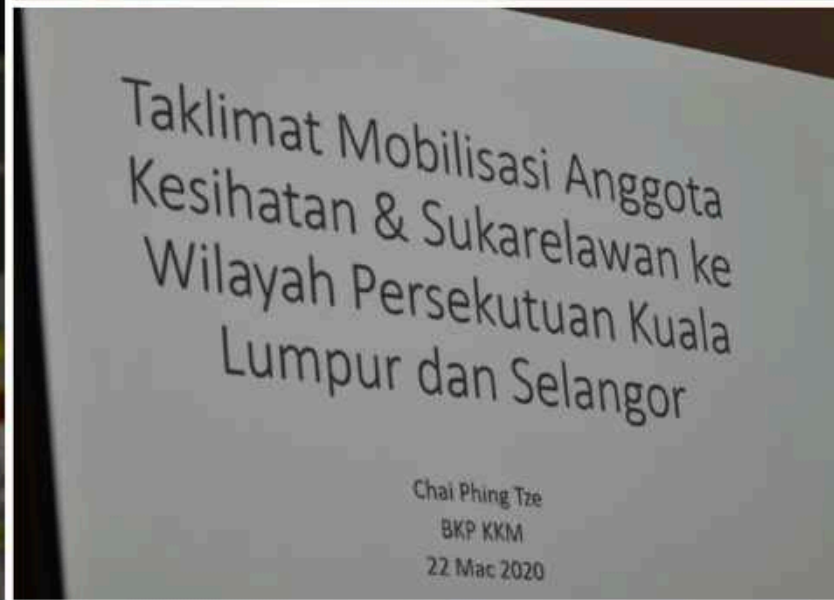 Taklimat Mobilisasi Anggota
Kesihatan & Sukarelawan ke
Wilayah Persekutuan Kuala
Lumpur dan Selangor
Chai Phing Tze
BKP KKM
22 Mac 2020